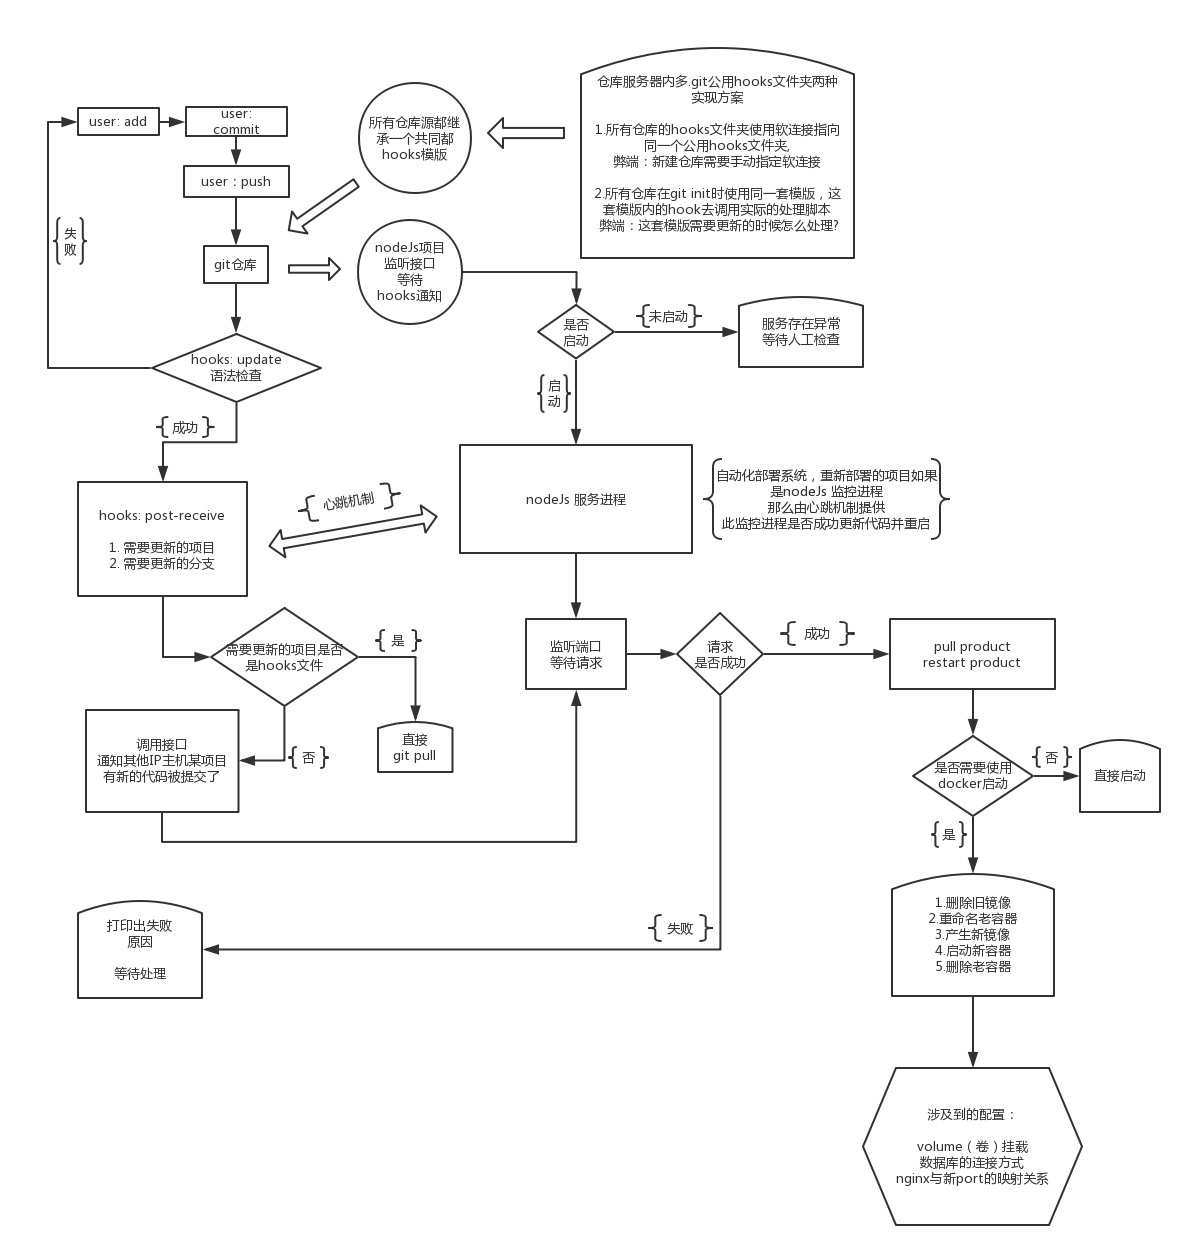 仓库服务器内多.git公用hooks文件夹两种
实现方案
1.所有仓库的hooks文件夹使用软连接指向
同一个公用hooks文件夹,
弊端：新建仓库需要手动指定软连接
2.所有仓库在git init时使用同一套模版，这
套模版内的hook去调用实际的处理脚本
弊端：这套模版需要更新的时候怎么处理?
所有仓库源都继
承一个共同都
hooks模版
user: add
user:
commit
user：push
git仓库
失
败
nodeJs项目
监听接口
等待
hooks通知
是否
启动
未启动
服务存在异常
等待人工检查
hooks: update
语法检查
启
动
成功
hooks: post-receive
1. 需要更新的项目
2. 需要更新的分支
心跳机制
nodeJs 服务进程
自动化部署系统，重新部署的项目如果
是nodeJs 监控进程
那么由心跳机制提供
此监控进程是否成功更新代码并重启
需要更新的项目是否
是hooks文件
是
直接
git pull
否
调用接口
通知其他IP主机某项目
有新的代码被提交了
监听端口
等待请求
请求
是否成功
成功
pull product
restart product
是否需要使用
docker启动
否
直接启动
是
1.删除旧镜像
2.重命名老容器
3.产生新镜像
4.启动新容器
5.删除老容器
失败
打印出失败
原因
等待处理
涉及到的配置：
volume（卷）挂载
数据库的连接方式
nginx与新port的映射关系